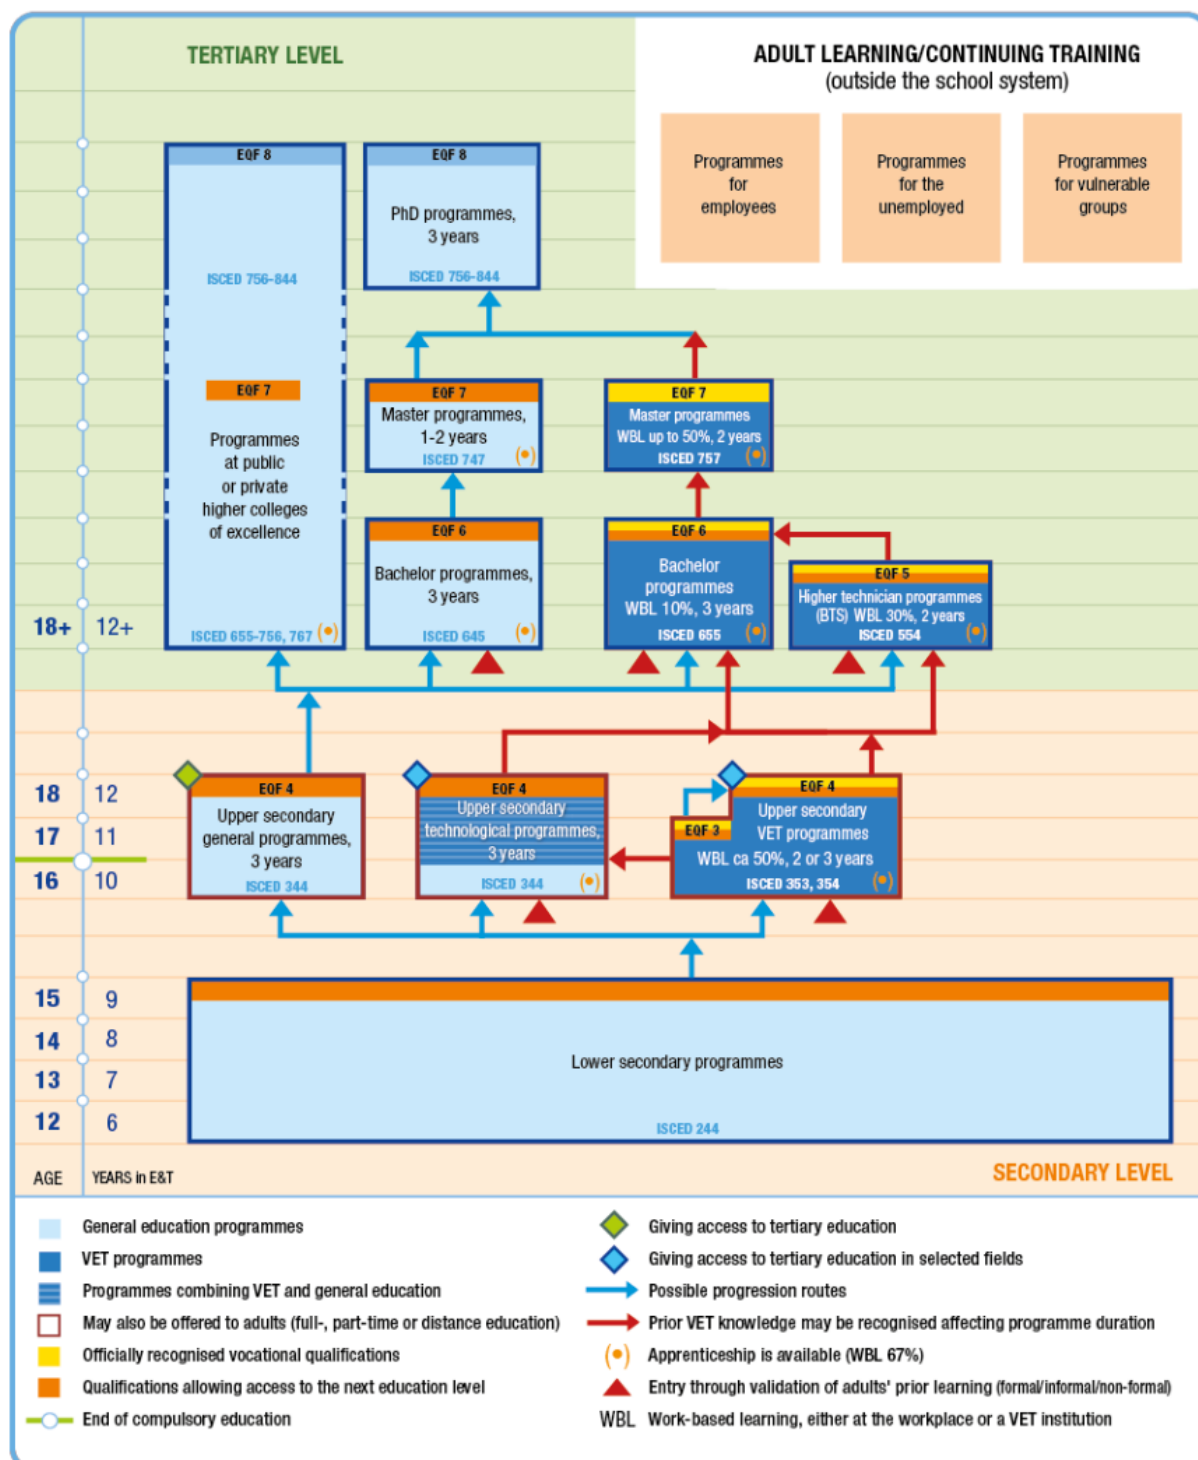 TERTIARY LEVEL
ADULT LEARNING/CONTINUING TRAINING
(outside the school system)
Programmes
for
employees
Programmes
for the
unemployed
Programmes
for vulnerable
groups
EQF 8
ISCED 756-844
EQF 7
Programmes
at public
or private
higher colleges
of excellence
ISCED 655-756, 767 (•)
EQF 8
PhD programmes,
3 years
ISCED 756-844
EQF 7
Master programmes,
1-2 years
ISCED 747 (•)
EQF 7
Master programmes
WBL up to 50%, 2 years
ISCED 757 (•)
EQF 6
Bachelor programmes,
3 years
ISCED 645 (•)
EQF 6
Bachelor
programmes
WBL 10%, 3 years
ISCED 655 (•)
EQF 5
Higher technician programmes
(BTS) WBL 30%, 2 years
ISCED 554 (•)
18+ 12+
EQF 4
Upper secondary
general programmes,
3 years
ISCED 344
EQF 4
Upper secondary
technological programmes,
3 years
ISCED 344 (•)
EQF 4
EQF 3
Upper secondary
VET programmes
WBL ca 50%, 2 or 3 years
ISCED 353, 354 (•)
18 12
17 11
16 10
15 9
14 8
13 7
12 6
Lower secondary programmes
ISCED 244
AGE YEARS in E&T
SECONDARY LEVEL
General education programmes
VET programmes
Programmes combining VET and general education
May also be offered to adults (full-, part-time or distance education)
Officially recognised vocational qualifications
Qualifications allowing access to the next education level
End of compulsory education
Giving access to tertiary education
Giving access to tertiary education in selected fields
Possible progression routes
Prior VET knowledge may be recognised affecting programme duration
(•) Apprenticeship is available (WBL 67%)
Entry through validation of adults' prior learning (formal/informal/non-formal)
WBL Work-based learning, either at the workplace or a VET institution